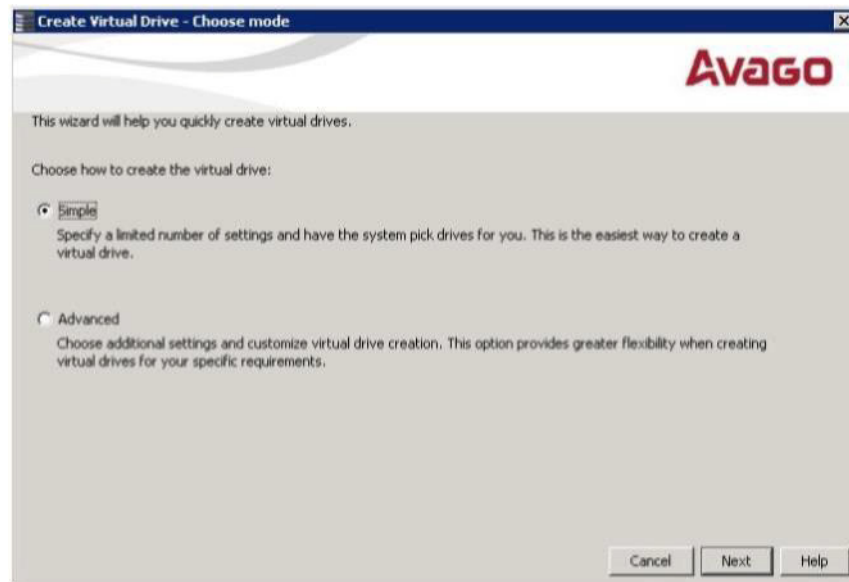 Create Virtual Drive - Choose mode
AVAGO
This wizard will help you quickly create virtual drives.
Choose how to create the virtual drive:
Simple
Specify a limited number of settings and have the system pick drives for you. This is the easiest way to create a
virtual drive.
Advanced
Choose additional settings and customize virtual drive creation. This option provides greater flexibility when creating
virtual drives for your specific requirements.
Cancel Next Help